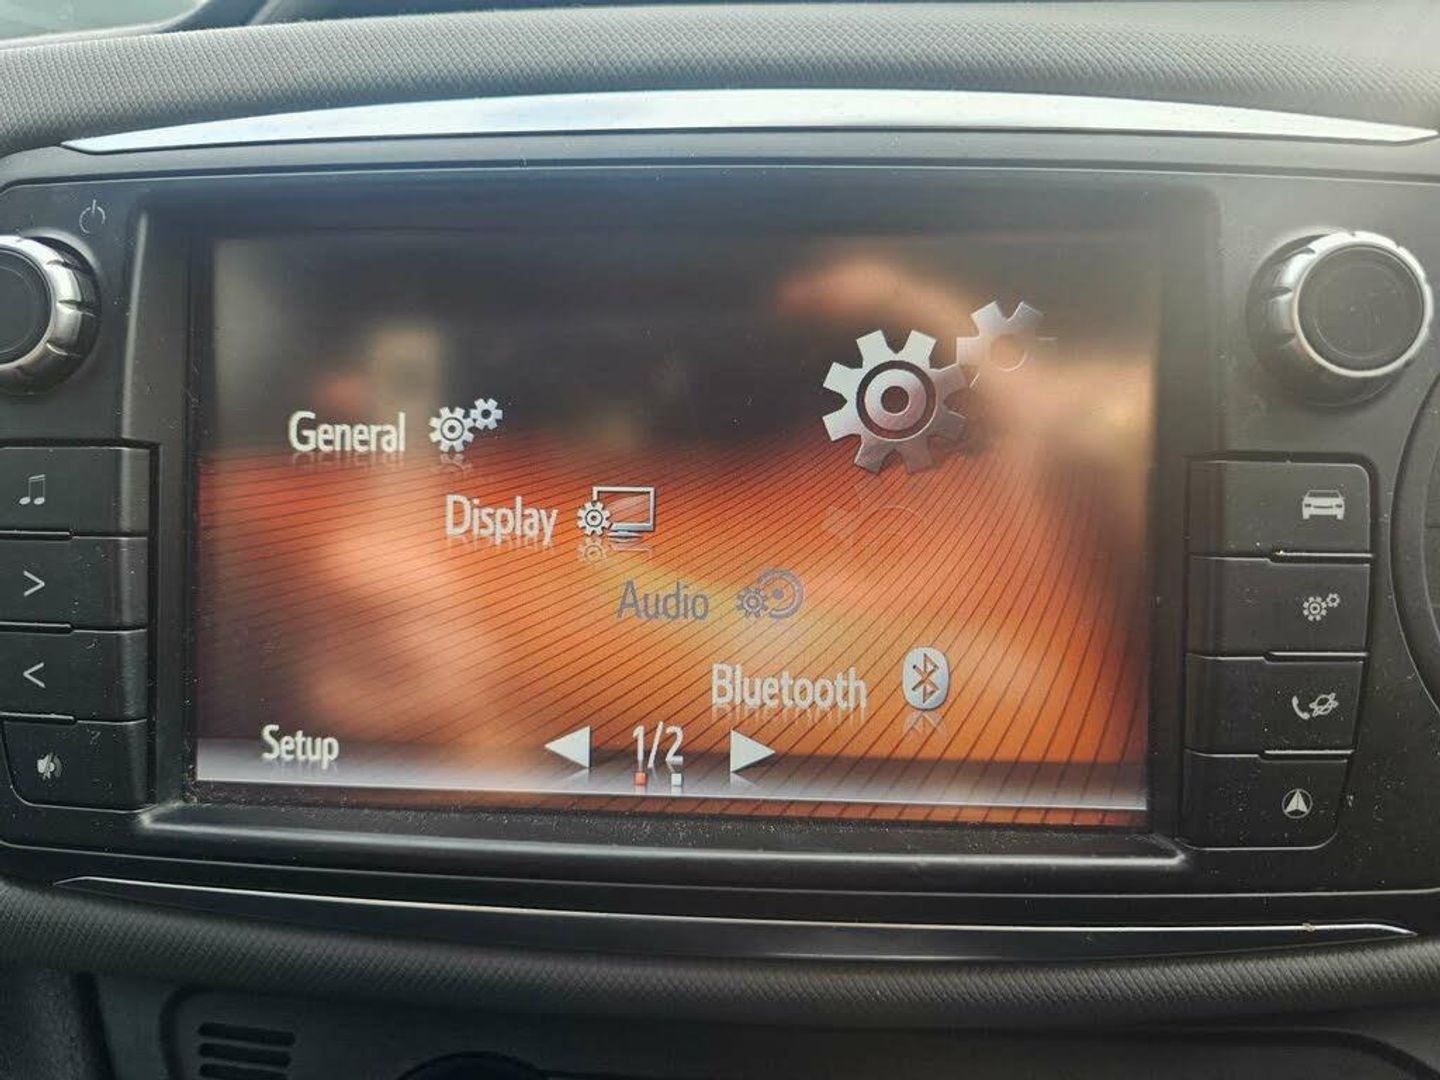 General
Display
Audio
Bluetooth
Setup
1/2